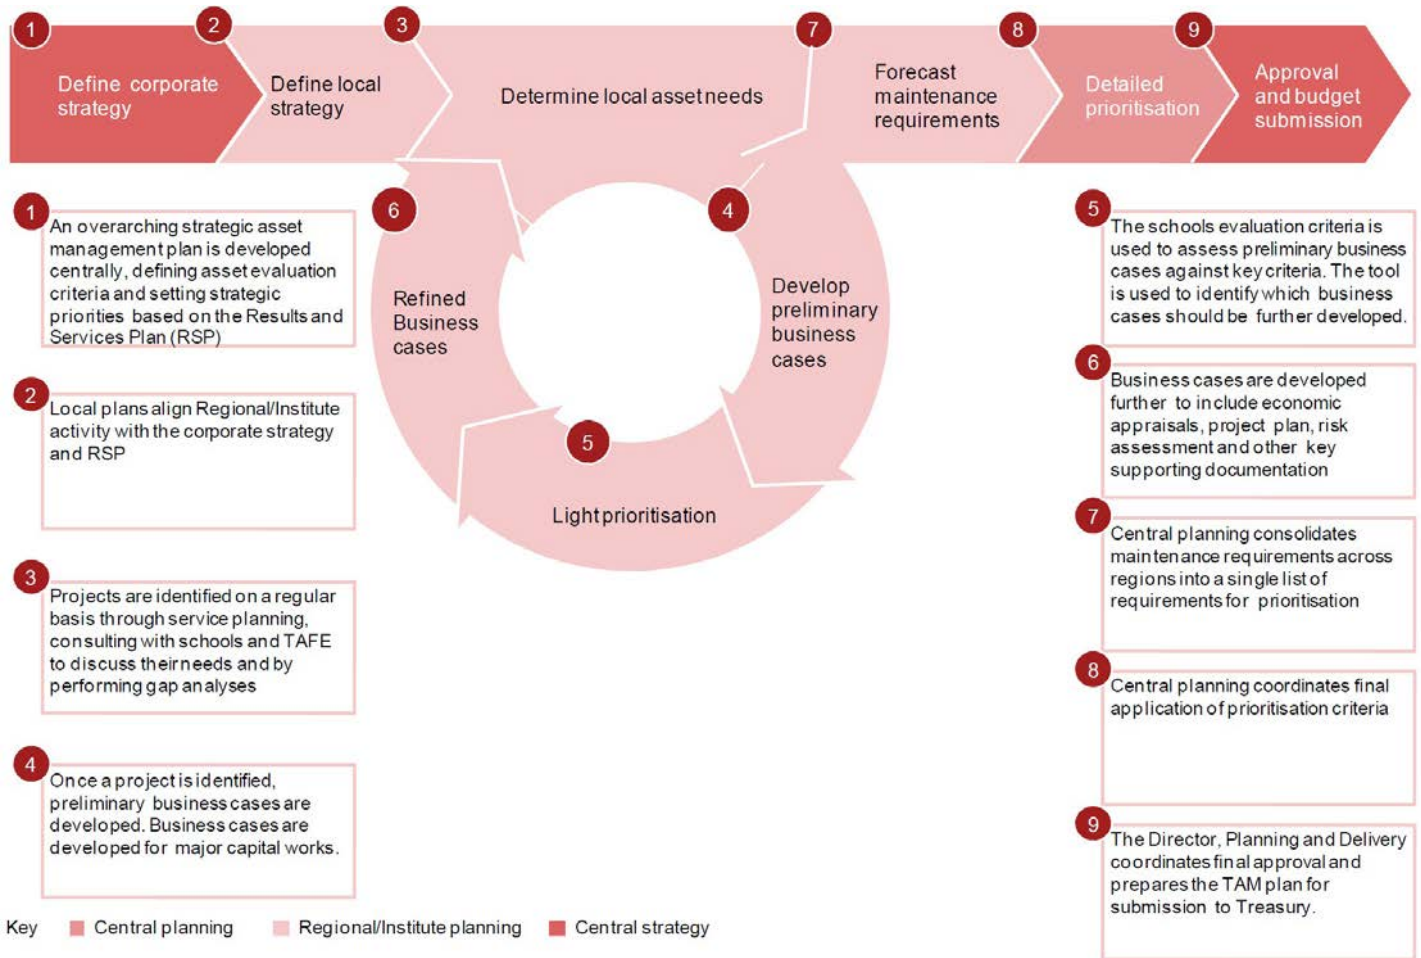 1
2
3
7
8
9
Define corporate
strategy
Define local
strategy
Determine local asset needs
Forecast
maintenance
requirements
Detailed
prioritisation
Approval
and budget
submission
6
4
Refined
Business
cases
Develop
preliminary
business
cases
5
Light prioritisation
1
An overarching strategic asset
management plan is developed
centrally, defining asset evaluation
criteria and setting strategic
priorities based on the Results and
Services Plan (RSP)
2
Local plans align Regional/Institute
activity with the corporate strategy
and RSP
3
Projects are identified on a regular
basis through service planning,
consulting with schools and TAFE
to discuss their needs and by
performing gap analyses
4
Once a project is identified,
preliminary business cases are
developed. Business cases are
developed for major capital works.
5
The schools evaluation criteria is
used to assess preliminary business
cases against key criteria. The tool
is used to identify which business
cases should be further developed.
6
Business cases are developed
further to include economic
appraisals, project plan, risk
assessment and other key
supporting documentation
7
Central planning consolidates
maintenance requirements across
regions into a single list of
requirements for prioritisation
8
Central planning coordinates final
application of prioritisation criteria
9
The Director, Planning and Delivery
coordinates final approval and
prepares the TAM plan for
submission to Treasury.
Key
Central planning
Regional/Institute planning
Central strategy